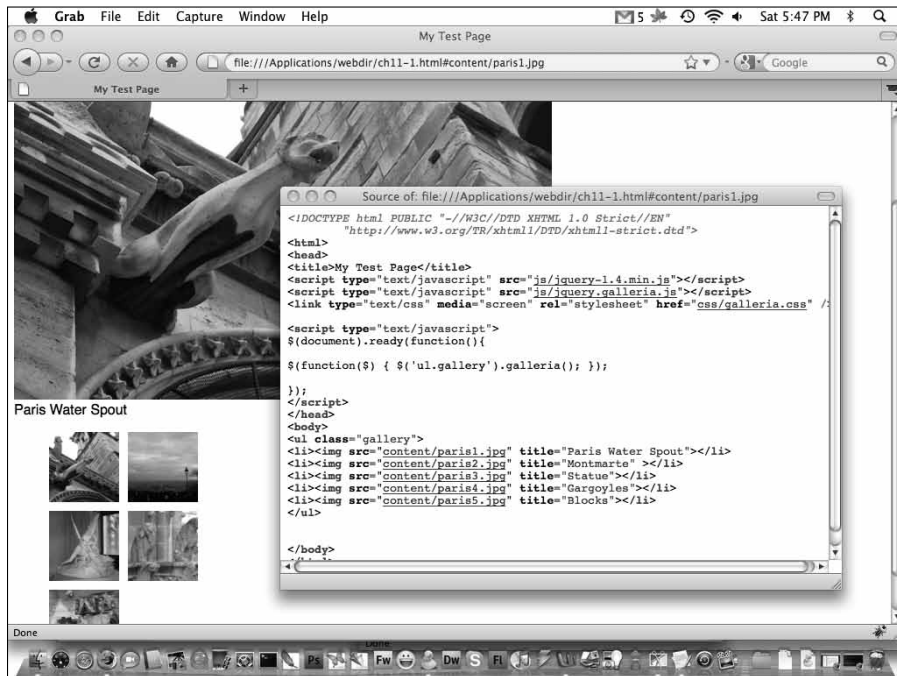 Grab File Edit Capture Window Help 5 Sat 5:47 PM
My Test Page
file:///Applications/webdir/ch11-1.html#content/paris1.jpg Google
My Test Page +
Source of: file:///Applications/webdir/ch11-1.html#content/paris1.jpg
<!DOCTYPE html PUBLIC "-//W3C//DTD XHTML 1.0 Strict//EN"
"http://www.w3.org/TR/xhtml1/DTD/xhtml1-strict.dtd">
<html>
<head>
<title>My Test Page</title>
<script type="text/javascript" src="js/jquery-1.4.min.js"></script>
<script type="text/javascript" src="js/jquery.galleria.js"></script>
<link type="text/css" media="screen" rel="stylesheet" href="css/galleria.css" />
<script type="text/javascript">
$(document).ready(function(){
$(function($) { $('ul.gallery').galleria(); });
});
</script>
</head>
<body>
<ul class="gallery">
<li><img src="content/paris1.jpg" title="Paris Water Spout"></li>
<li><img src="content/paris2.jpg" title="Montmarte" ></li>
<li><img src="content/paris3.jpg" title="Statue"></li>
<li><img src="content/paris4.jpg" title="Gargoyles"></li>
<li><img src="content/paris5.jpg" title="Blocks"></li>
</ul>
</body>
Paris Water Spout
Done
Done
Ps Fw Dw S Fl